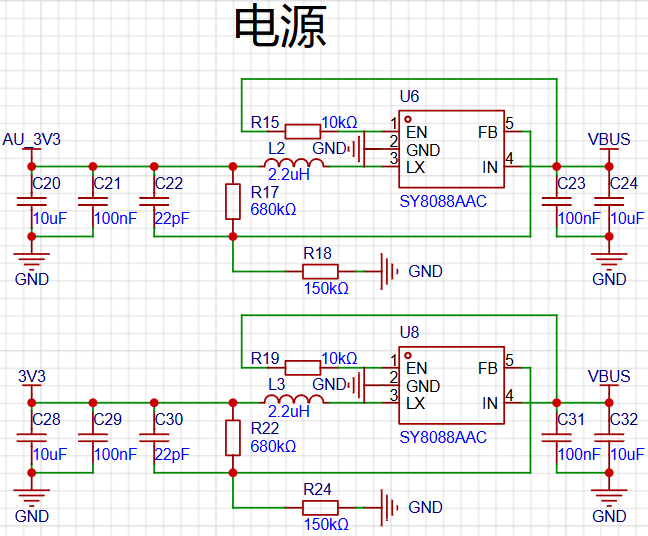 电源
U6
R15 10kΩ
1 EN FB 5
AU_3V3 L2 GND 2 GND VBUS
3 LX IN 4
2.2uH
C20 C21 C22 R17 SY8088AAC C23 C24
10uF 100nF 22pF 680kΩ 100nF 10uF
R18
GND 150kΩ GND GND
U8
R19 10kΩ
1 EN FB 5
3V3 L3 GND 2 GND VBUS
3 LX IN 4
2.2uH
C28 C29 C30 R22 SY8088AAC C31 C32
10uF 100nF 22pF 680kΩ 100nF 10uF
R24
GND 150kΩ GND GND